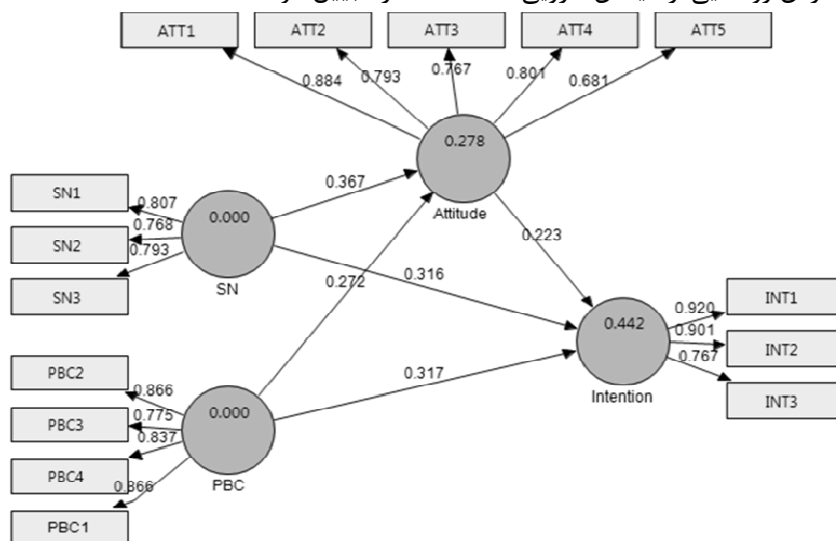 ATT1
ATT2
ATT3
ATT4
ATT5
0.884
0.793
0.767
0.801
0.681
0.278
Attitude
SN1
SN2
SN3
0.807
0.768
0.793
0.000
SN
0.367
0.272
0.316
0.223
0.317
PBC2
PBC3
PBC4
PBC1
0.866
0.775
0.837
0.866
0.000
PBC
0.442
Intention
0.920
0.901
0.767
INT1
INT2
INT3